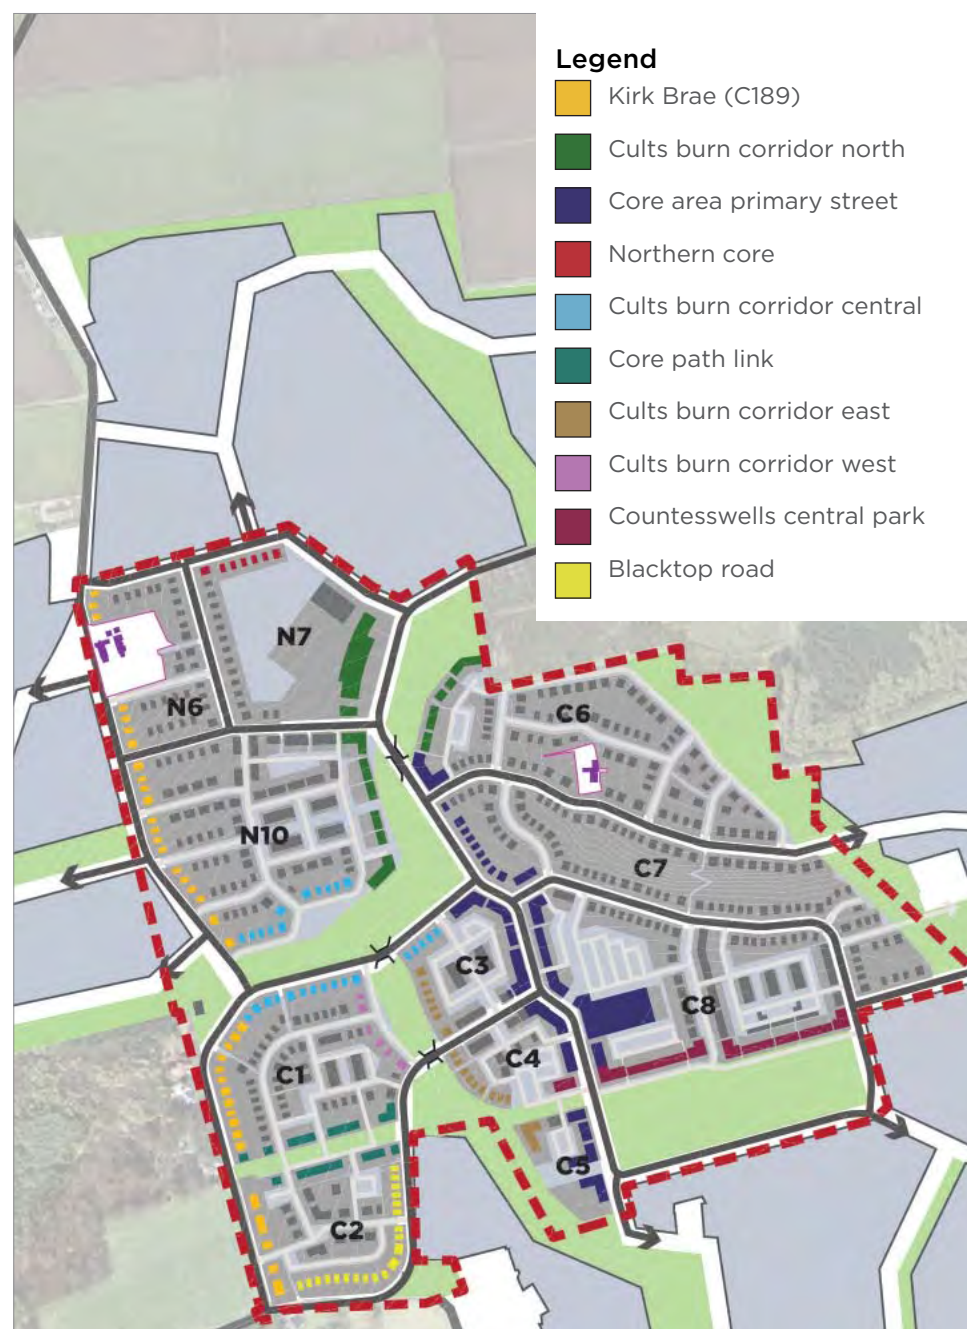 Legend
Kirk Brae (C189)
Cults burn corridor north
Core area primary street
Northern core
Cults burn corridor central
Core path link
Cults burn corridor east
Cults burn corridor west
Countesswells central park
Blacktop road
N7
N6
C6
N10
C7
C3
C8
C4
C1
C5
C2